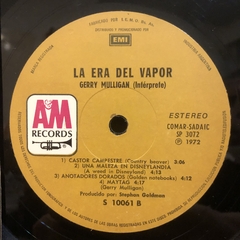 EMI
LA ERA DEL VAPOR
GERRY MULLIGAN (Intérprete)
ESTEREO
COMAR-SADAIC
SP 3072
℗ 1972
A&M
RECORDS
1) CASTOR CAMPESTRE (Country beaver) 3:06
2) UNA MALEZA EN DISNEYLANDIA
(A weed in Disneyland) 5:38
3) ANOTADORES DORADOS (Golden notebooks) 4:12
4) MAYTAG 4:12
(Gerry Mulligan)
Producido por: Stephan Goldman
S 10061 B